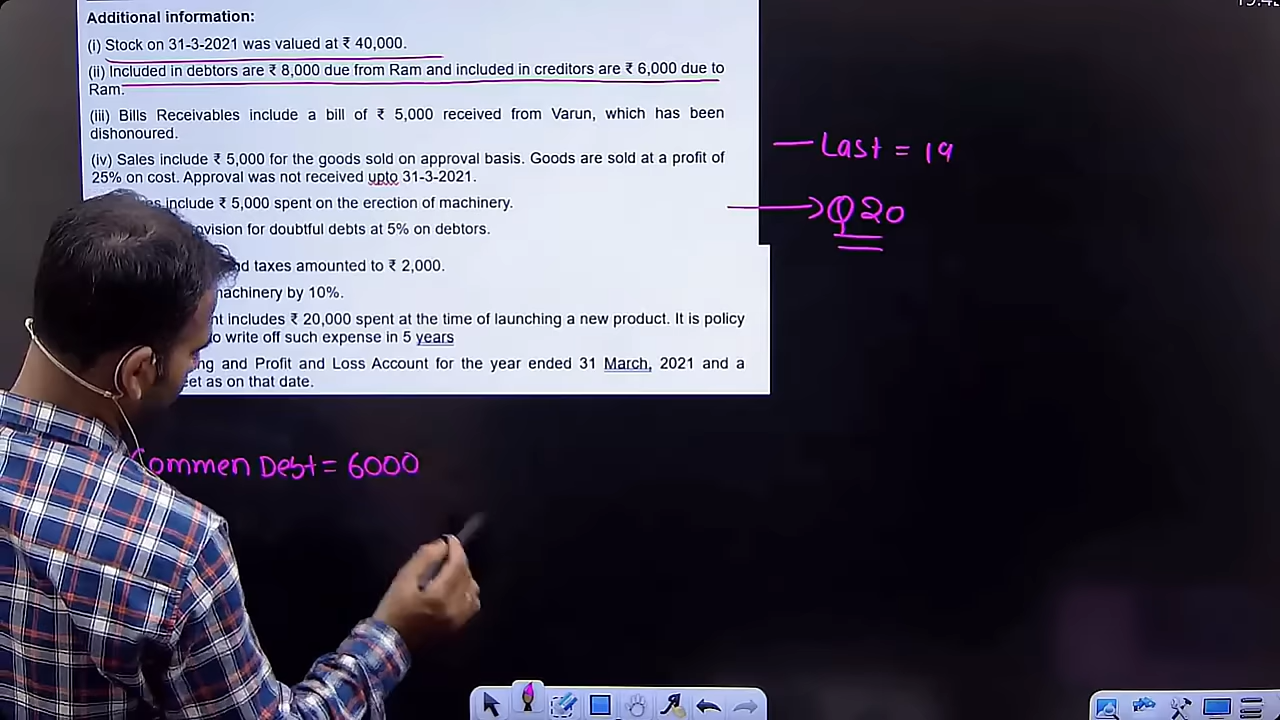 Additional information:
(i) Stock on 31-3-2021 was valued at ₹ 40,000.
(ii) Included in debtors are ₹ 8,000 due from Ram and included in creditors are ₹ 6,000 due to
Ram.
(iii) Bills Receivables include a bill of ₹ 5,000 received from Varun, which has been
dishonoured.
(iv) Sales include ₹ 5,000 for the goods sold on approval basis. Goods are sold at a profit of
25% on cost. Approval was not received upto 31-3-2021.
include ₹ 5,000 spent on the erection of machinery.
for doubtful debts at 5% on debtors.
taxes amounted to ₹ 2,000.
by 10%.
includes ₹ 20,000 spent at the time of launching a new product. It is policy
write off such expense in 5 years
and Profit and Loss Account for the year ended 31 March, 2021 and a
as on that date.
Last = 19
Q 20
Commen Debt = 6000